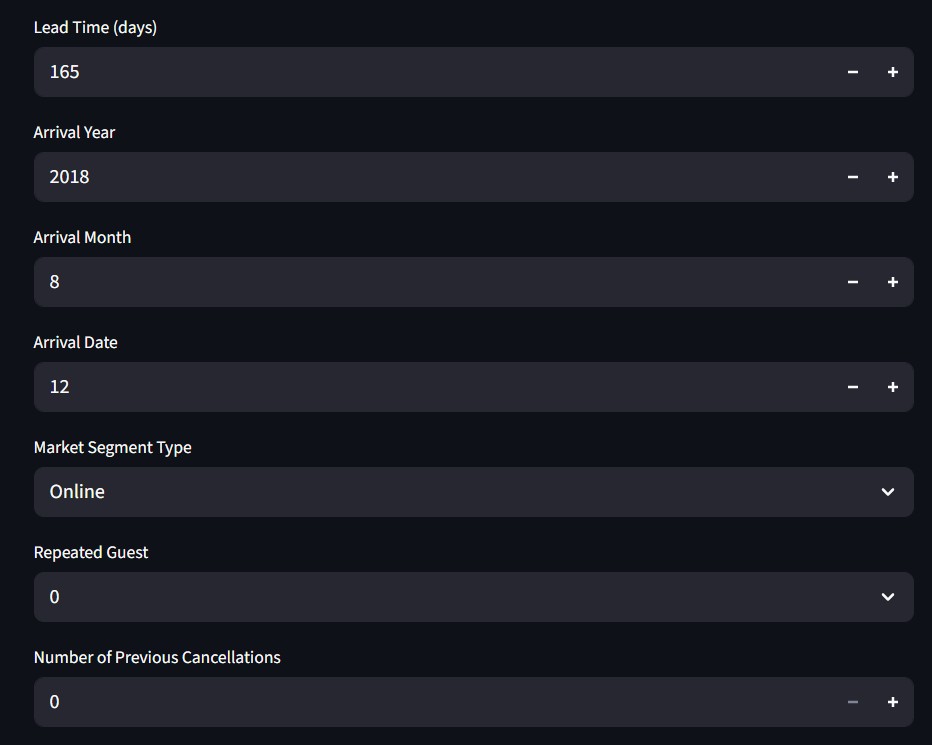 Lead Time (days)
165
Arrival Year
2018
Arrival Month
8
Arrival Date
12
Market Segment Type
Online
Repeated Guest
0
Number of Previous Cancellations
0